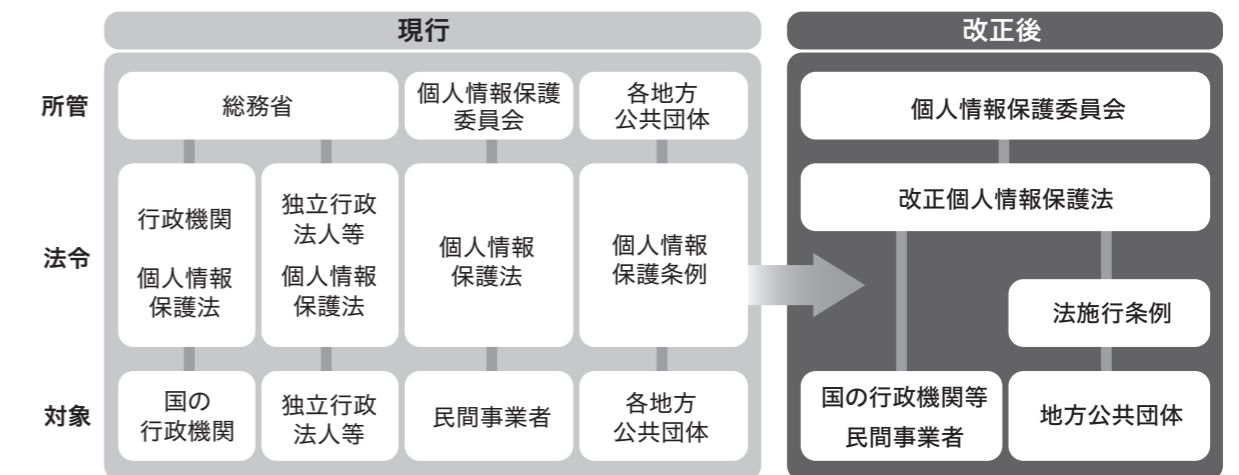 現行
改正後
所管
総務省
個人情報保護
委員会
各地方
公共団体
個人情報保護委員会
法令
行政機関
個人情報
保護法
独立行政
法人等
個人情報
保護法
個人情報
保護法
個人情報
保護条例
改正個人情報保護法
法施行条例
対象
国の
行政機関
独立行政
法人等
民間事業者
各地方
公共団体
国の行政機関等
民間事業者
地方公共団体